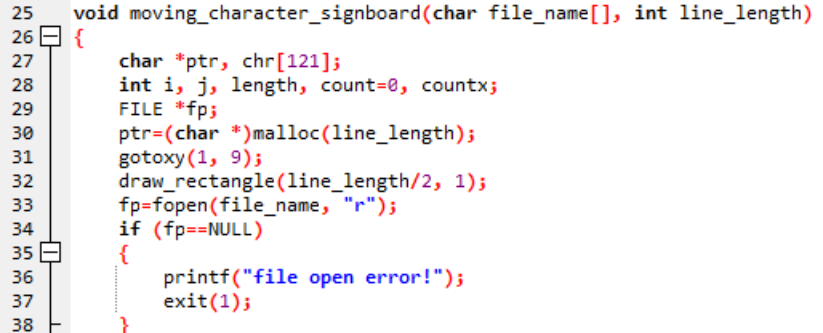 25 void moving_character_signboard(char file_name[], int line_length)
26 {
27 char *ptr, chr[121];
28 int i, j, length, count=0, countx;
29 FILE *fp;
30 ptr=(char *)malloc(line_length);
31 gotoxy(1, 9);
32 draw_rectangle(line_length/2, 1);
33 fp=fopen(file_name, "r");
34 if (fp==NULL)
35 {
36 printf("file open error!");
37 exit(1);
38 }